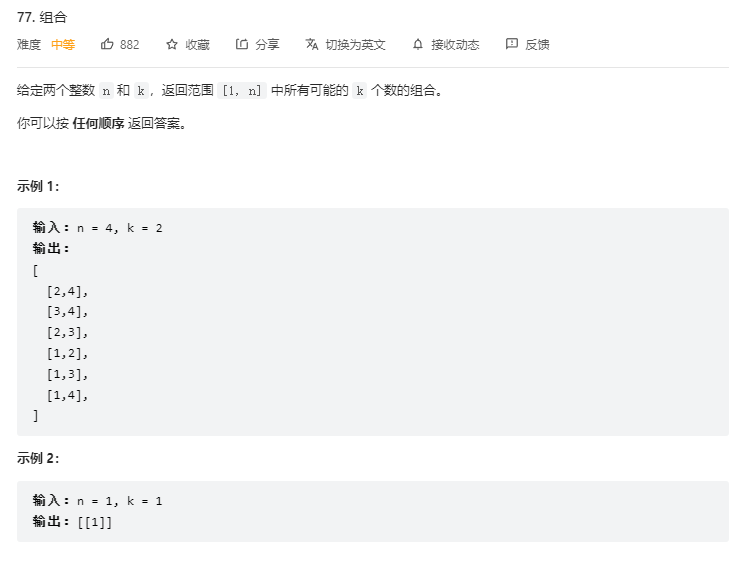 77. 组合
难度 中等 882 收藏 分享 切换为英文 接收动态 反馈
给定两个整数 n 和 k，返回范围 [1, n] 中所有可能的 k 个数的组合。
你可以按 任何顺序 返回答案。
示例 1：
输入：n = 4, k = 2
输出：
[
[2,4],
[3,4],
[2,3],
[1,2],
[1,3],
[1,4],
]
示例 2：
输入：n = 1, k = 1
输出：[[1]]